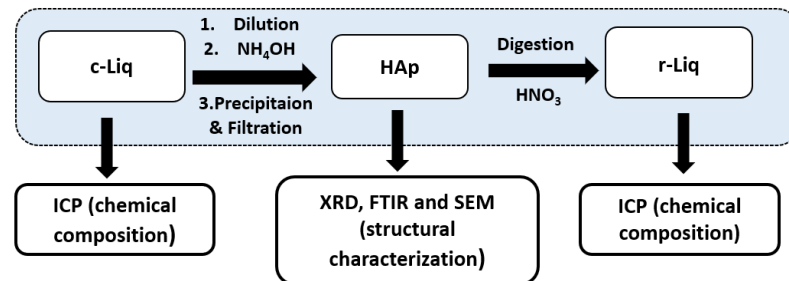 c-Liq
1. Dilution
2. NH₄OH
3.Precipitaion
& Filtration
HAp
Digestion
HNO₃
r-Liq
ICP (chemical
composition)
XRD, FTIR and SEM
(structural
characterization)
ICP (chemical
composition)